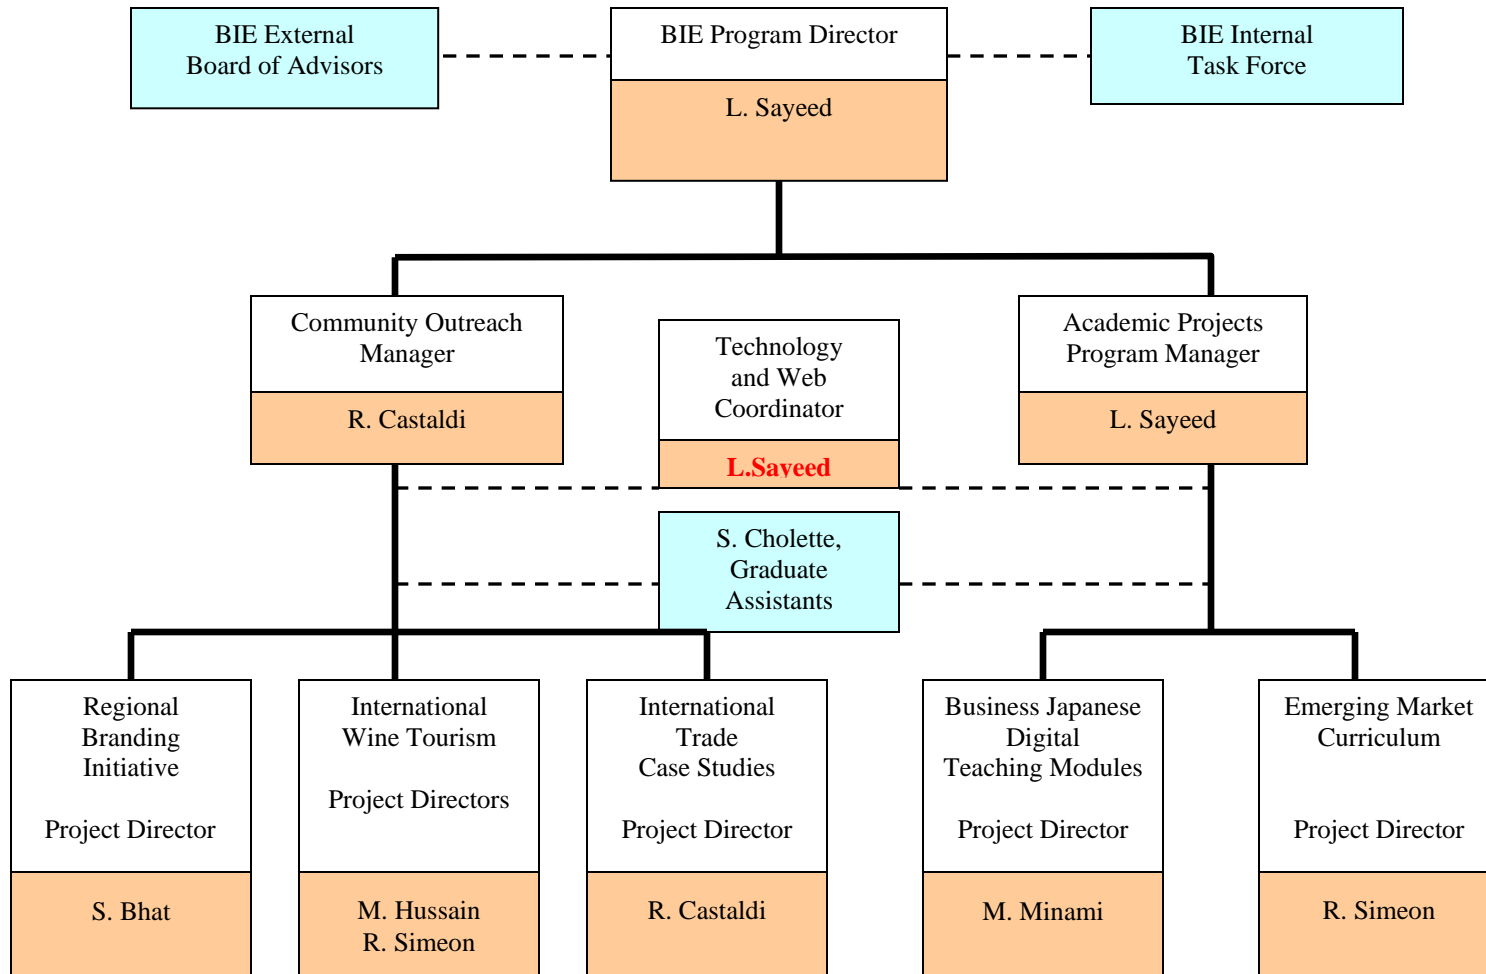 BIE External
Board of Advisors
BIE Program Director
L. Sayeed
BIE Internal
Task Force
Community Outreach
Manager
R. Castaldi
Technology
and Web
Coordinator
L.Sayeed
Academic Projects
Program Manager
L. Sayeed
S. Cholette,
Graduate
Assistants
Regional
Branding
Initiative
Project Director
S. Bhat
International
Wine Tourism
Project Directors
M. Hussain
R. Simeon
International
Trade
Case Studies
Project Director
R. Castaldi
Business Japanese
Digital
Teaching Modules
Project Director
M. Minami
Emerging Market
Curriculum
Project Director
R. Simeon